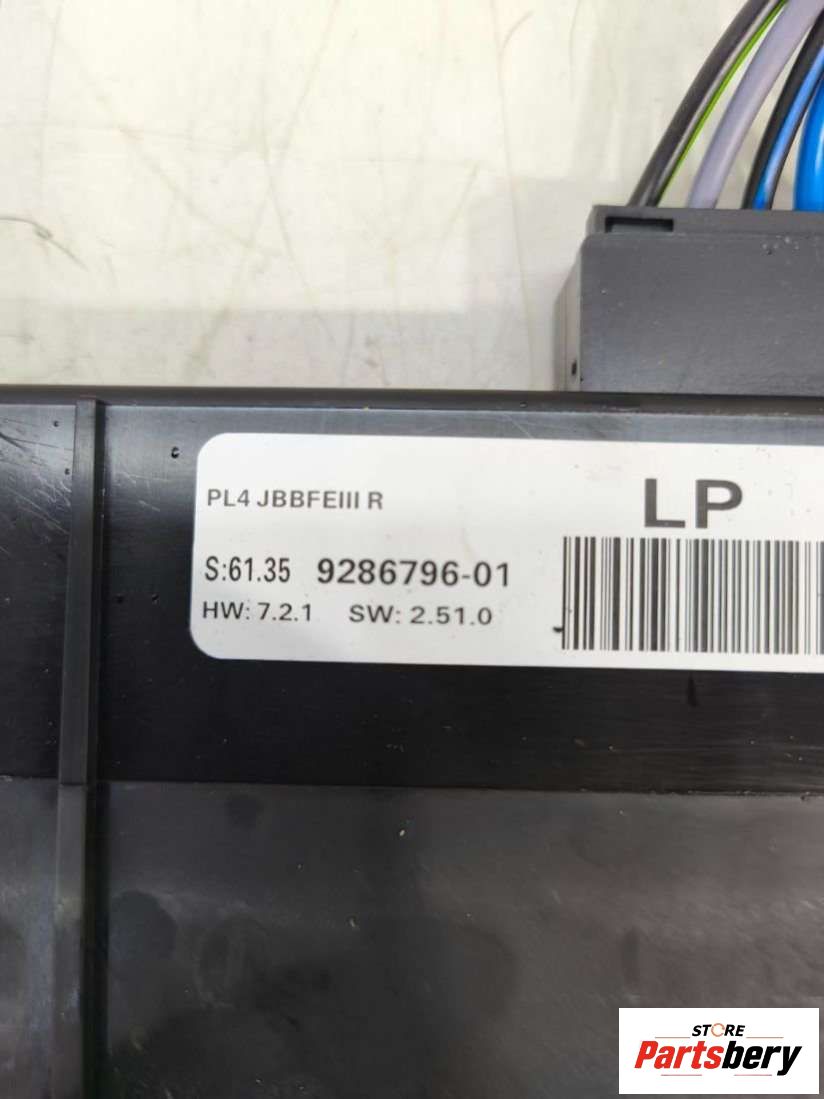 PL4 JBBFEIII R
LP
S:61.35 9286796-01
HW: 7.2.1 SW: 2.51.0
STORE
Partsbery